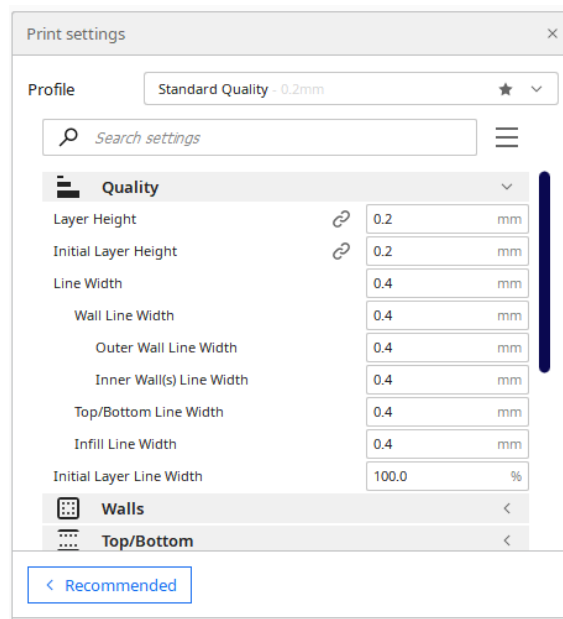 Print settings
Profile Standard Quality - 0.2mm
Search settings
Quality
Layer Height 0.2 mm
Initial Layer Height 0.2 mm
Line Width 0.4 mm
Wall Line Width 0.4 mm
Outer Wall Line Width 0.4 mm
Inner Wall(s) Line Width 0.4 mm
Top/Bottom Line Width 0.4 mm
Infill Line Width 0.4 mm
Initial Layer Line Width 100.0 %
Walls
Top/Bottom
Recommended